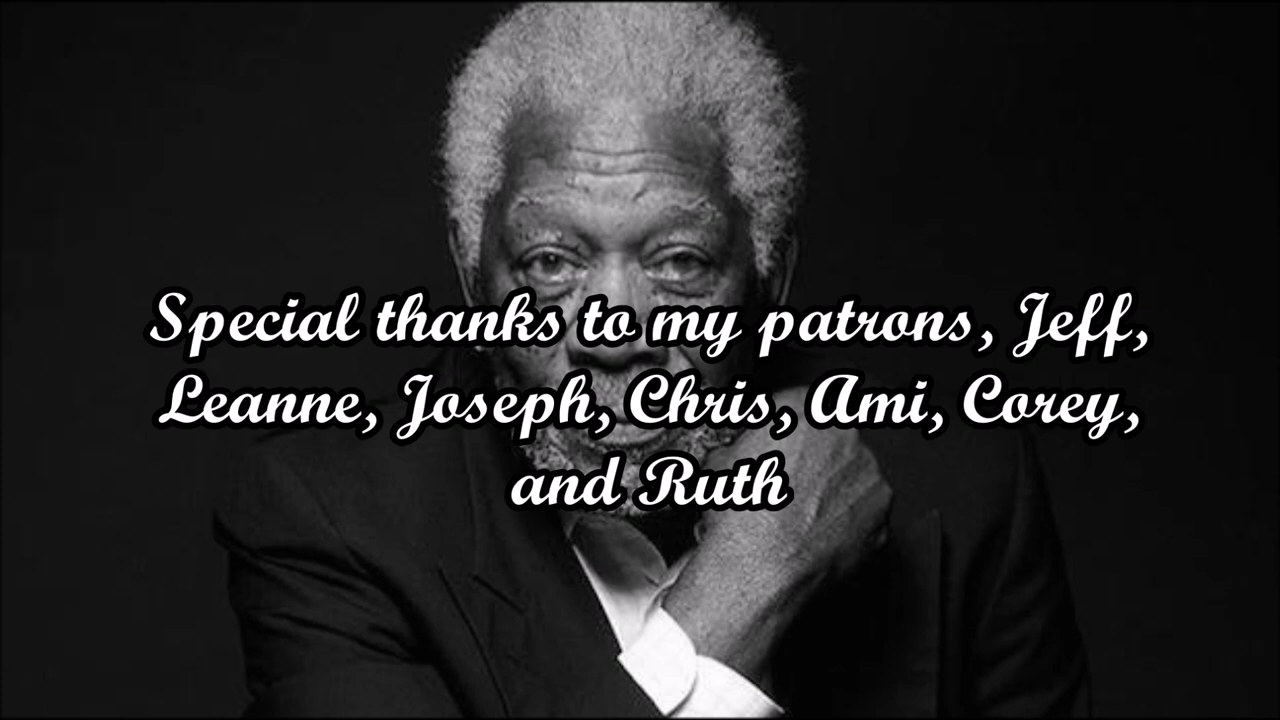 Special thanks to my patrons, Jeff,
Leanne, Joseph, Chris, Ami, Corey,
and Ruth